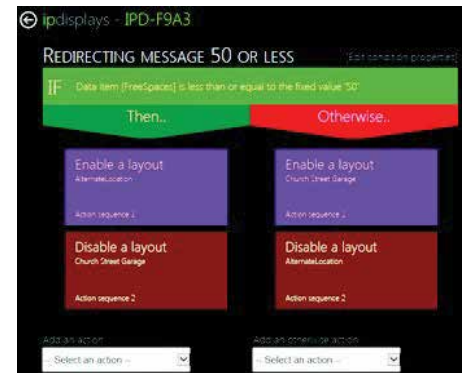 ipdisplays - IPD-F9A3
REDIRECTING MESSAGE 50 OR LESS
[Edit condition properties]
IF Data item [FreeSpaces] is less than or equal to the fixed value '50'
Then..
Otherwise..
Enable a layout
AlternateLocation
Action sequence 2
Disable a layout
Church Street Garage
Action sequence 2
Enable a layout
Church Street Garage
Action sequence 2
Disable a layout
AlternateLocation
Action sequence 2
Add an action
-- Select an action --
Add an otherwise action
-- Select an action --